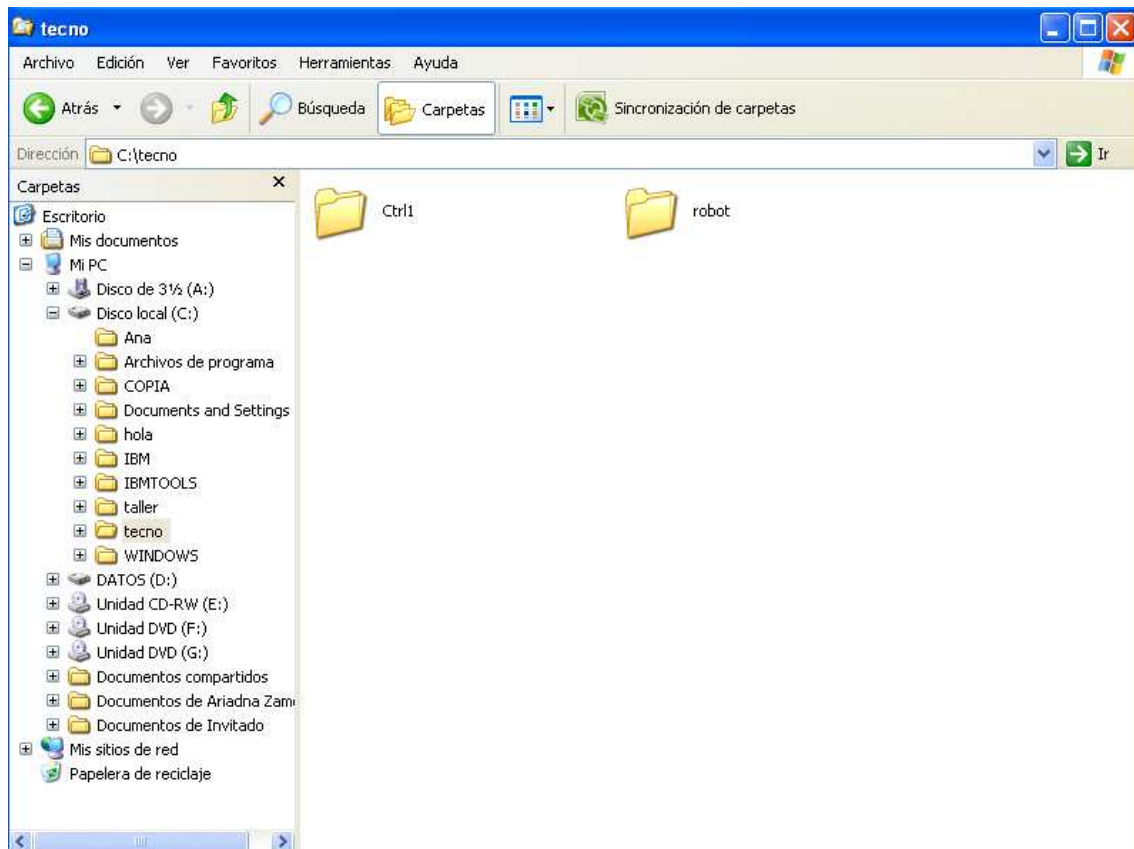 tecno
Archivo Edición Ver Favoritos Herramientas Ayuda
Atrás Búsqueda Carpetas Sincronización de carpetas
Dirección C:\tecno Ir
Carpetas
Ctrl1 robot
Escritorio
Mis documentos
Mi PC
Disco de 3½ (A:)
Disco local (C:)
Ana
Archivos de programa
COPIA
Documents and Settings
hola
IBM
IBMTOOLS
taller
tecno
WINDOWS
DATOS (D:)
Unidad CD-RW (E:)
Unidad DVD (F:)
Unidad DVD (G:)
Documentos compartidos
Documentos de Ariadna
Documentos de Invitado
Mis sitios de red
Papelera de reciclaje